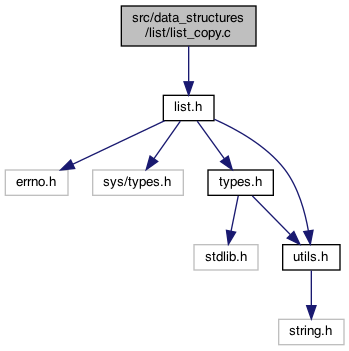 src/data_structures
/list/list_copy.c
list.h
errno.h
sys/types.h
types.h
stdlib.h
utils.h
string.h